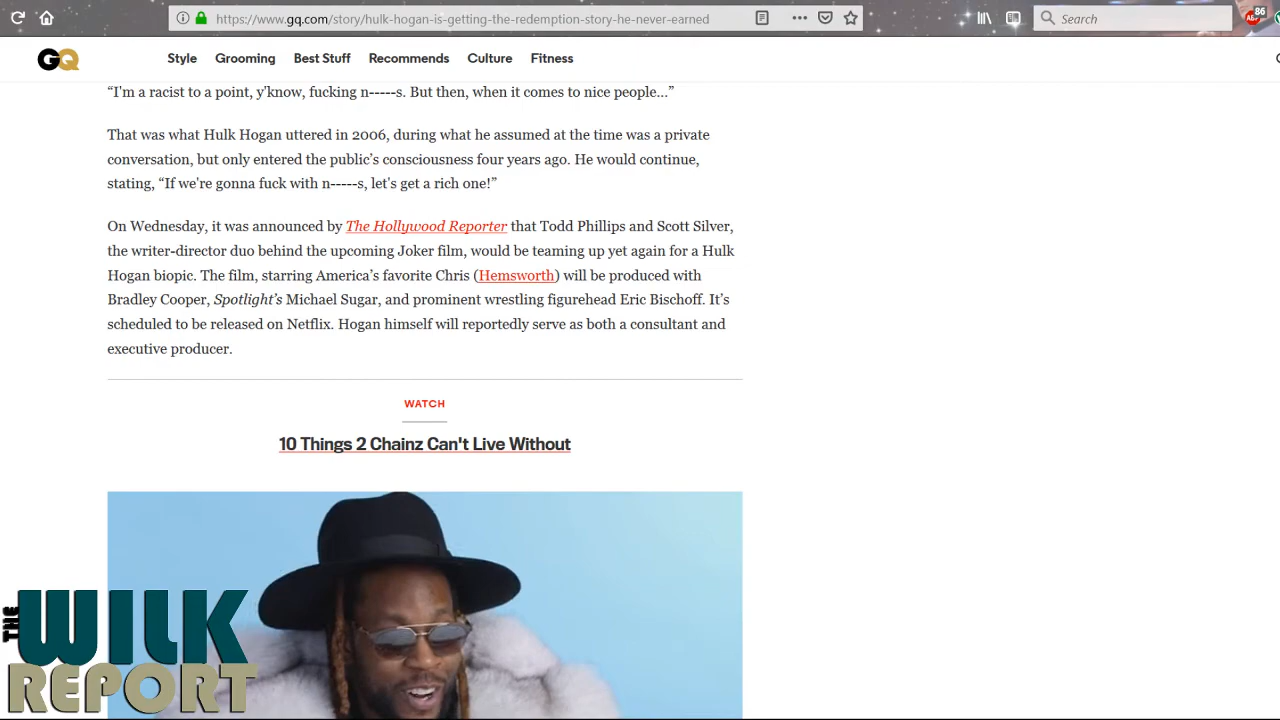 https://www.gq.com/story/hulk-hogan-is-getting-the-redemption-story-he-never-earned
Search
ABP
86
GQ
Style Grooming Best Stuff Recommends Culture Fitness
“I'm a racist to a point, y'know, fucking n-----s. But then, when it comes to nice people...”
That was what Hulk Hogan uttered in 2006, during what he assumed at the time was a private
conversation, but only entered the public’s consciousness four years ago. He would continue,
stating, “If we're gonna fuck with n-----s, let's get a rich one!”
On Wednesday, it was announced by The Hollywood Reporter that Todd Phillips and Scott Silver,
the writer-director duo behind the upcoming Joker film, would be teaming up yet again for a Hulk
Hogan biopic. The film, starring America’s favorite Chris (Hemsworth) will be produced with
Bradley Cooper, Spotlight’s Michael Sugar, and prominent wrestling figurehead Eric Bischoff. It’s
scheduled to be released on Netflix. Hogan himself will reportedly serve as both a consultant and
executive producer.
WATCH
10 Things 2 Chainz Can't Live Without
THE WILK
REPORT